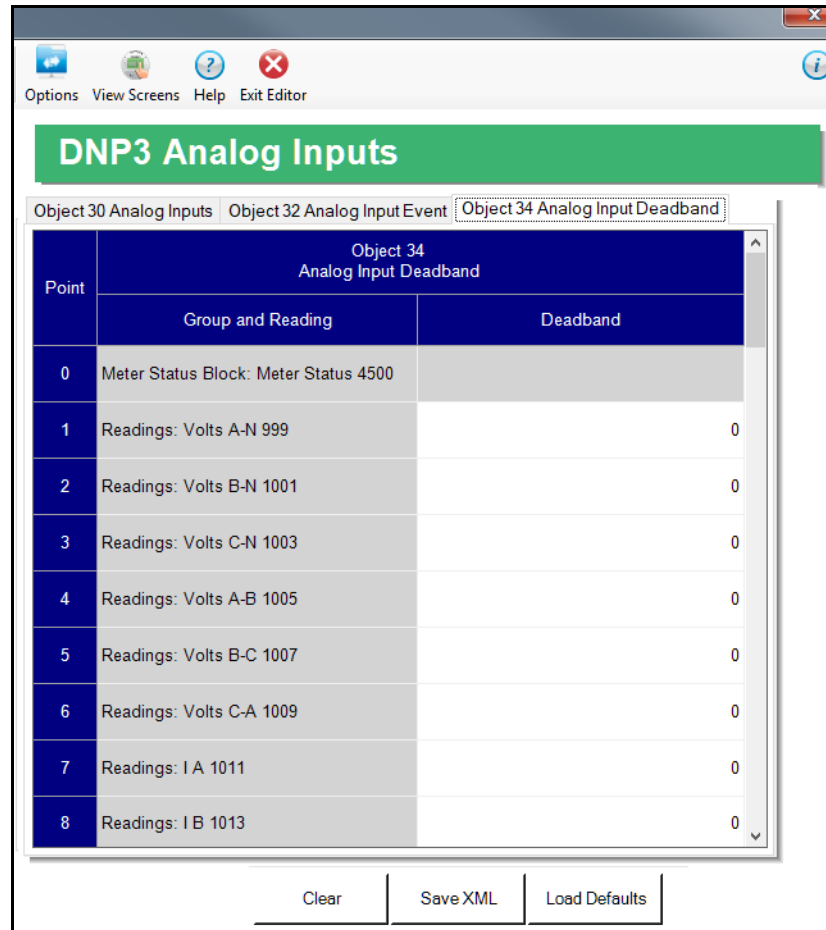 Options View Screens Help Exit Editor
DNP3 Analog Inputs
Object 30 Analog Inputs Object 32 Analog Input Event Object 34 Analog Input Deadband
Point
Object 34
Analog Input Deadband
Group and Reading Deadband
0 Meter Status Block: Meter Status 4500
1 Readings: Volts A-N 999 0
2 Readings: Volts B-N 1001 0
3 Readings: Volts C-N 1003 0
4 Readings: Volts A-B 1005 0
5 Readings: Volts B-C 1007 0
6 Readings: Volts C-A 1009 0
7 Readings: I A 1011 0
8 Readings: I B 1013 0
Clear Save XML Load Defaults